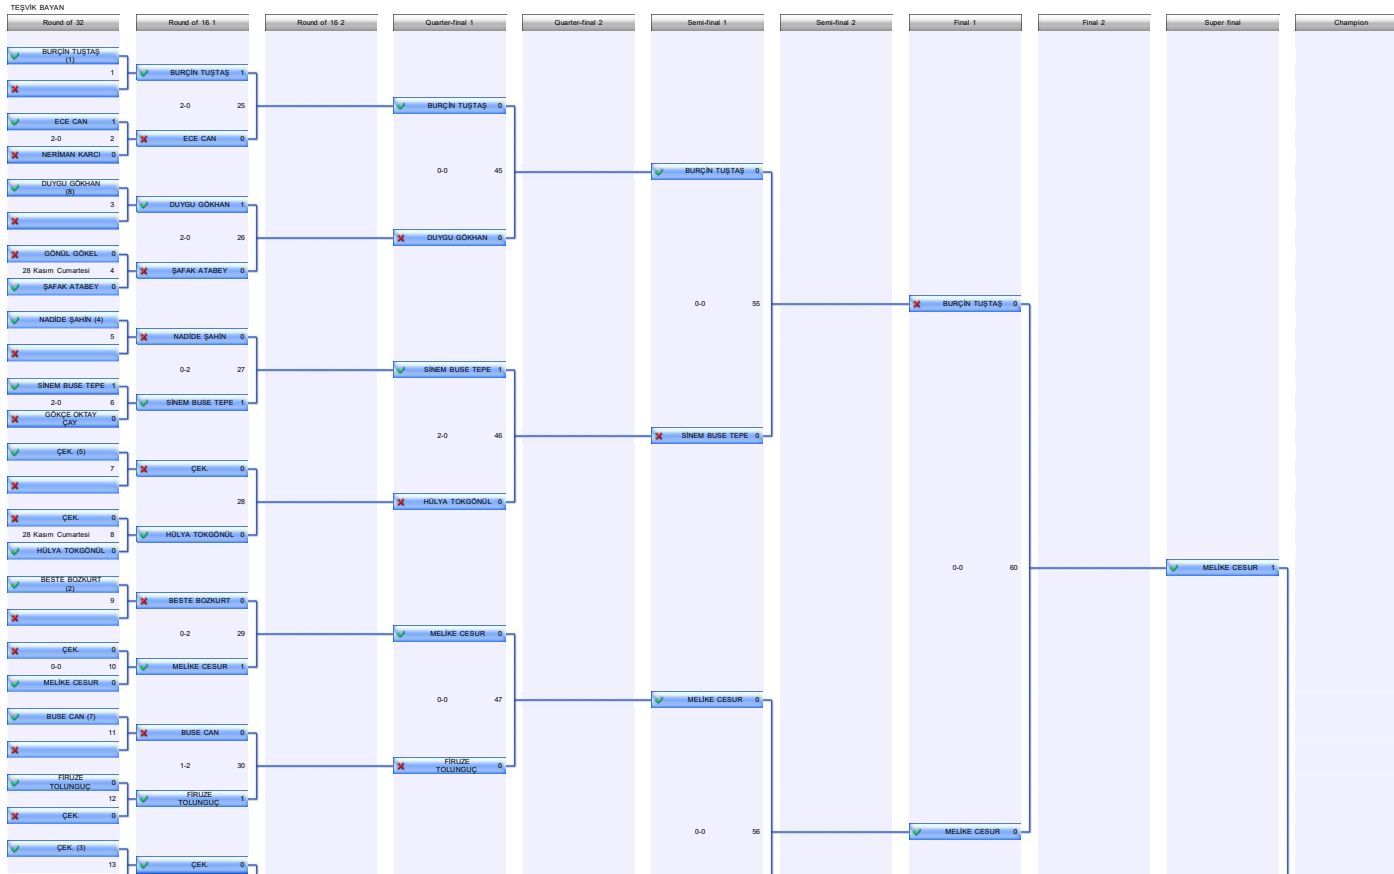 TEŞVİK BAYAN
Round of 32
Round of 16 1
Round of 16 2
Quarter-final 1
Quarter-final 2
Semi-final 1
Semi-final 2
Final 1
Final 2
Super final
Champion
BURÇİN TUŞTAŞ
(1)
1
ECE CAN 1
2-0 2
NERİMAN KARCI 0
DUYGU GÖKHAN
(8)
3
GÖNÜL GÖKEL 0
28 Kasım Cumartesi 4
ŞAFAK ATABEY 0
NADİDE ŞAHİN (4)
5
SİNEM BUSE TEPE 1
2-0 6
GÖKÇE OKTAY
ÇAY 0
ÇEK. (5)
7
ÇEK. 0
28 Kasım Cumartesi 8
HÜLYA TOKGÖNÜL 0
BESTE BOZKURT
(2)
9
ÇEK. 0
0-0 10
MELİKE CESUR 0
BUSE CAN (7)
11
FİRUZE
TOLUNGUÇ 0
12
ÇEK. 0
ÇEK. (3)
13
BURÇİN TUŞTAŞ 1
2-0 25
ECE CAN 0
DUYGU GÖKHAN 1
2-0 26
ŞAFAK ATABEY 0
NADİDE ŞAHİN 0
0-2 27
SİNEM BUSE TEPE 1
ÇEK. 0
28
HÜLYA TOKGÖNÜL 0
BESTE BOZKURT 0
0-2 29
MELİKE CESUR 1
BUSE CAN 0
1-2 30
FİRUZE
TOLUNGUÇ 1
ÇEK. 0
BURÇİN TUŞTAŞ 0
0-0 45
DUYGU GÖKHAN 0
SİNEM BUSE TEPE 1
2-0 46
HÜLYA TOKGÖNÜL 0
MELİKE CESUR 0
0-0 47
FİRUZE
TOLUNGUÇ 0
BURÇİN TUŞTAŞ 0
0-0 55
SİNEM BUSE TEPE 0
MELİKE CESUR 0
0-0 56
BURÇİN TUŞTAŞ 0
0-0 60
MELİKE CESUR 0
MELİKE CESUR 1